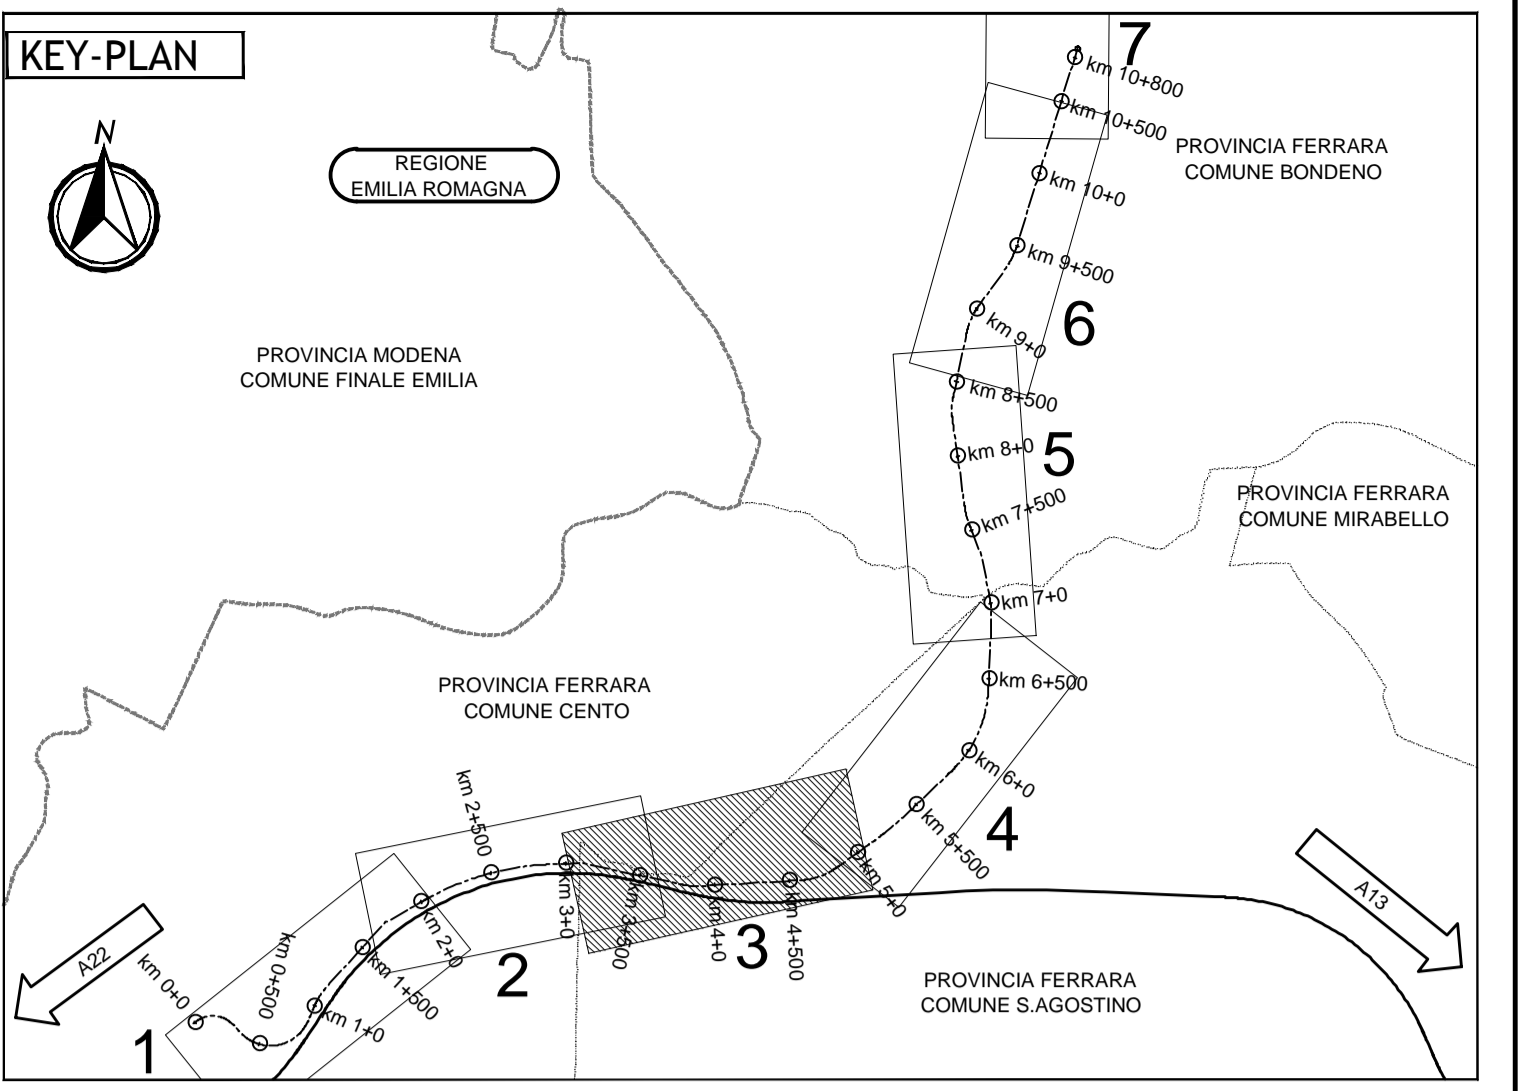 KEY-PLAN
N
REGIONE
EMILIA ROMAGNA
7
km 10+800
km 10+500
PROVINCIA FERRARA
COMUNE BONDENO
km 10+0
km 9+500
6
km 9+0
PROVINCIA MODENA
COMUNE FINALE EMILIA
km 8+500
5
km 8+0
km 7+500
PROVINCIA FERRARA
COMUNE MIRABELLO
km 7+0
km 6+500
PROVINCIA FERRARA
COMUNE CENTO
km 6+0
4
km 5+500
km 5+0
km 2+500
km 3+0
km 3+500
km 4+0
km 4+500
3
2
km 2+0
km 1+500
km 1+0
km 0+500
km 0+0
1
A22
A13
PROVINCIA FERRARA
COMUNE S.AGOSTINO